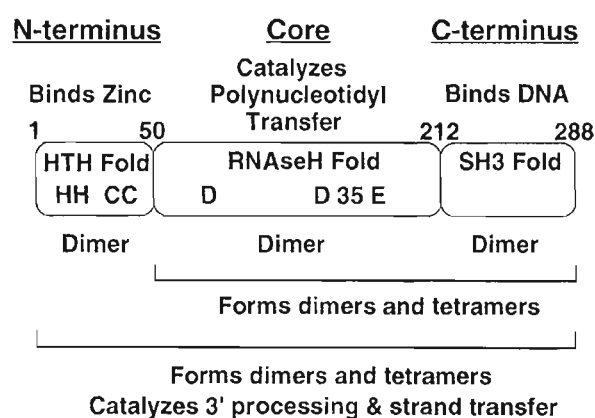 N-terminus Core C-terminus
Catalyzes
Binds Zinc Polynucleotidyl Binds DNA
Transfer
1 50 212 288
HTH Fold RNAseH Fold SH3 Fold
HH CC D D 35 E
Dimer Dimer Dimer
Forms dimers and tetramers
Forms dimers and tetramers
Catalyzes 3' processing & strand transfer